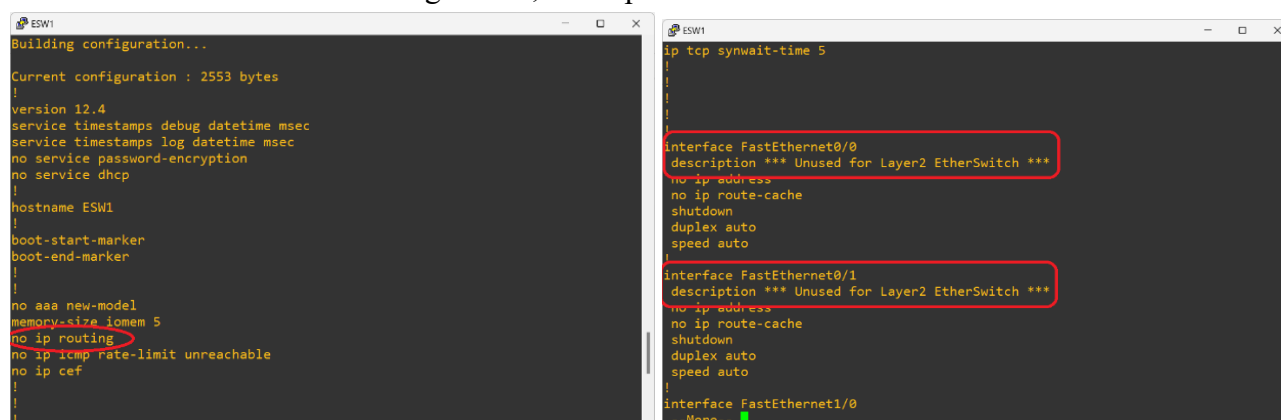 ESW1
Building configuration...
Current configuration : 2553 bytes
!
version 12.4
service timestamps debug datetime msec
service timestamps log datetime msec
no service password-encryption
no service dhcp
!
hostname ESW1
!
boot-start-marker
boot-end-marker
!
!
no aaa new-model
memory-size iomem 5
no ip routing
no ip icmp rate-limit unreachable
no ip cef
!
!
!
ESW1
ip tcp synwait-time 5
!
!
!
!
!
interface FastEthernet0/0
description *** Unused for Layer2 EtherSwitch ***
no ip address
no ip route-cache
shutdown
duplex auto
speed auto
!
interface FastEthernet0/1
description *** Unused for Layer2 EtherSwitch ***
no ip address
no ip route-cache
shutdown
duplex auto
speed auto
!
interface FastEthernet1/0
--More--